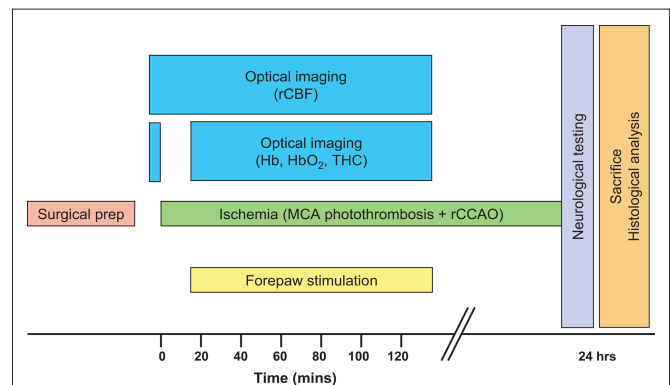 Optical imaging
(rCBF)
Optical imaging
(Hb, HbO₂, THC)
Surgical prep
Ischemia (MCA photothrombosis + rCCAO)
Forepaw stimulation
Neurological testing
Sacrifice
Histological analysis
0 20 40 60 80 100 120
24 hrs
Time (mins)